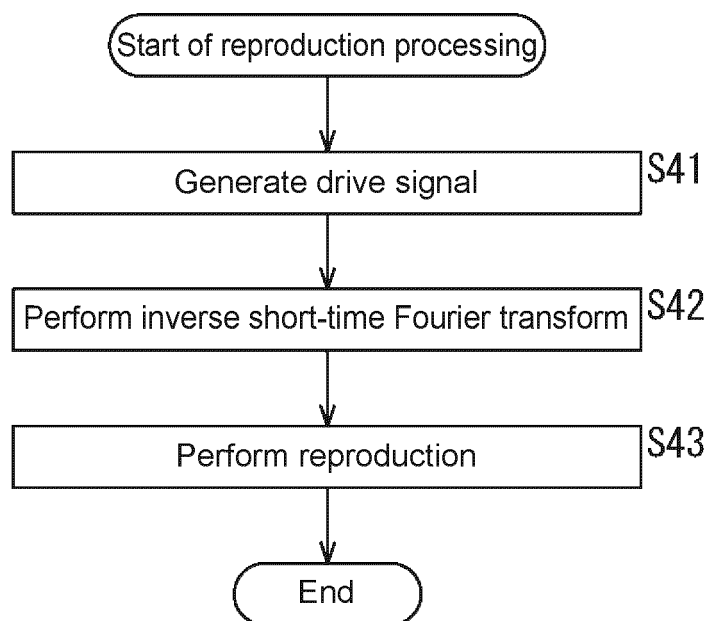 Start of reproduction processing
Generate drive signal
S41
Perform inverse short-time Fourier transform
S42
Perform reproduction
S43
End